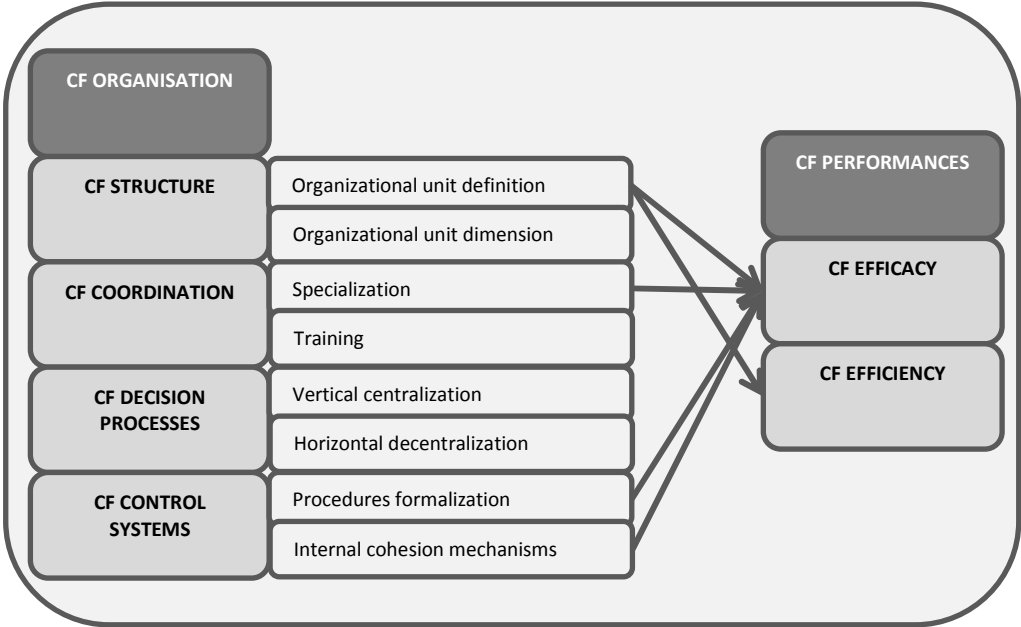 CF ORGANISATION
CF STRUCTURE
Organizational unit definition
Organizational unit dimension
CF COORDINATION
Specialization
Training
CF DECISION
PROCESSES
Vertical centralization
Horizontal decentralization
CF CONTROL
SYSTEMS
Procedures formalization
Internal cohesion mechanisms
CF PERFORMANCES
CF EFFICACY
CF EFFICIENCY